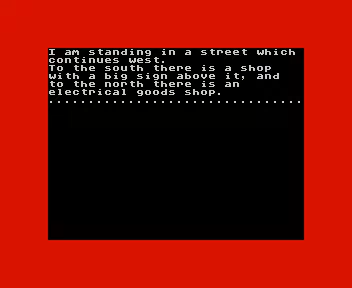 I am standing in a street which
continues west.
To the south there is a shop
with a big sign above it, and
to the north there is an
electrical goods shop.
................................